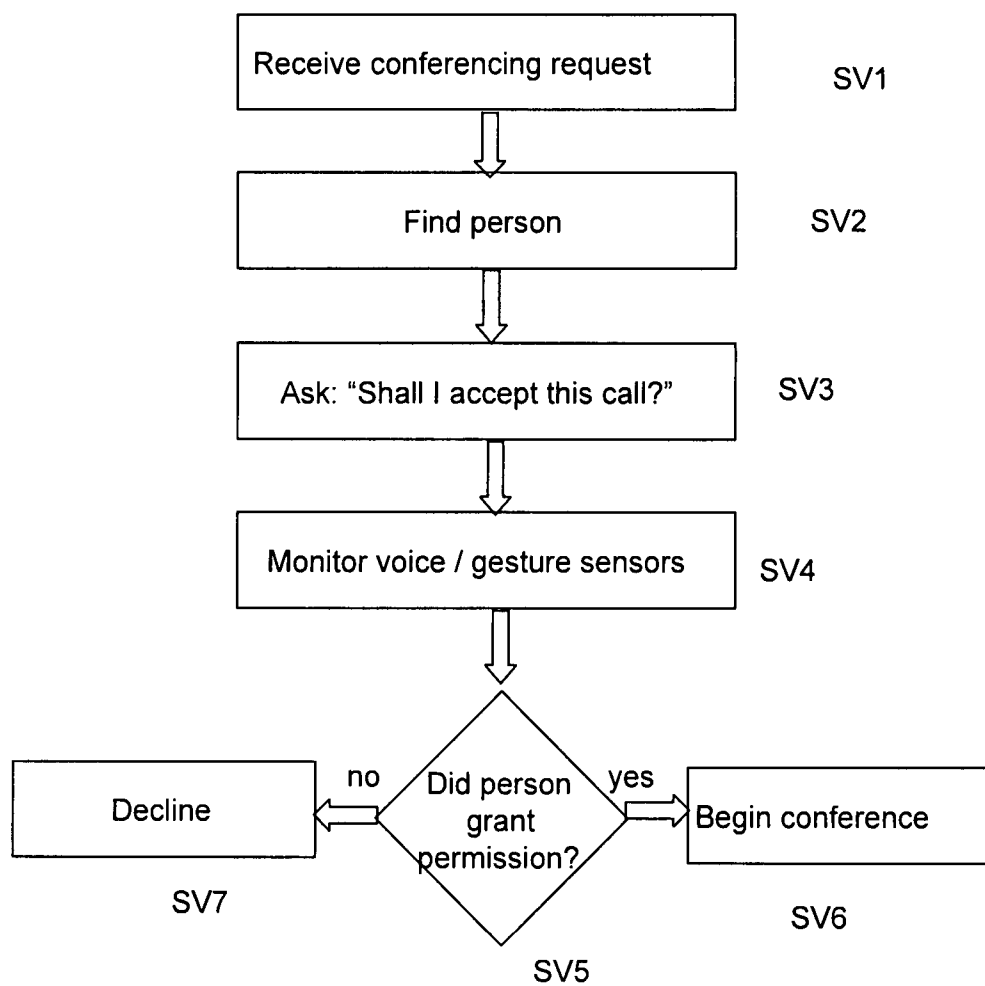 Receive conferencing request
SV1
Find person
SV2
Ask: “Shall I accept this call?”
SV3
Monitor voice / gesture sensors
SV4
no
yes
Decline
Did person
grant
permission?
Begin conference
SV7
SV6
SV5